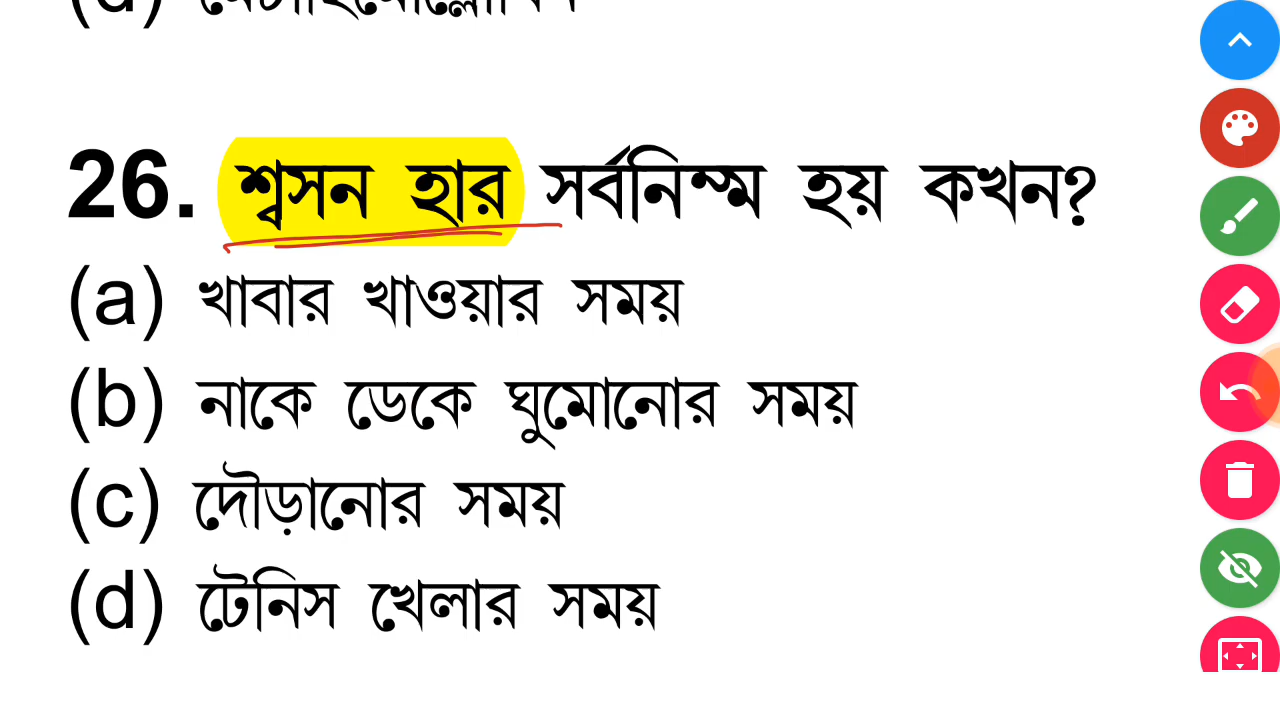 26. শ্বসন হার সর্বনিম্ম হয় কখন?
(a) খাবার খাওয়ার সময়
(b) নাকে ডেকে ঘুমোনোর সময়
(c) দৌড়ানোর সময়
(d) টেনিস খেলার সময়